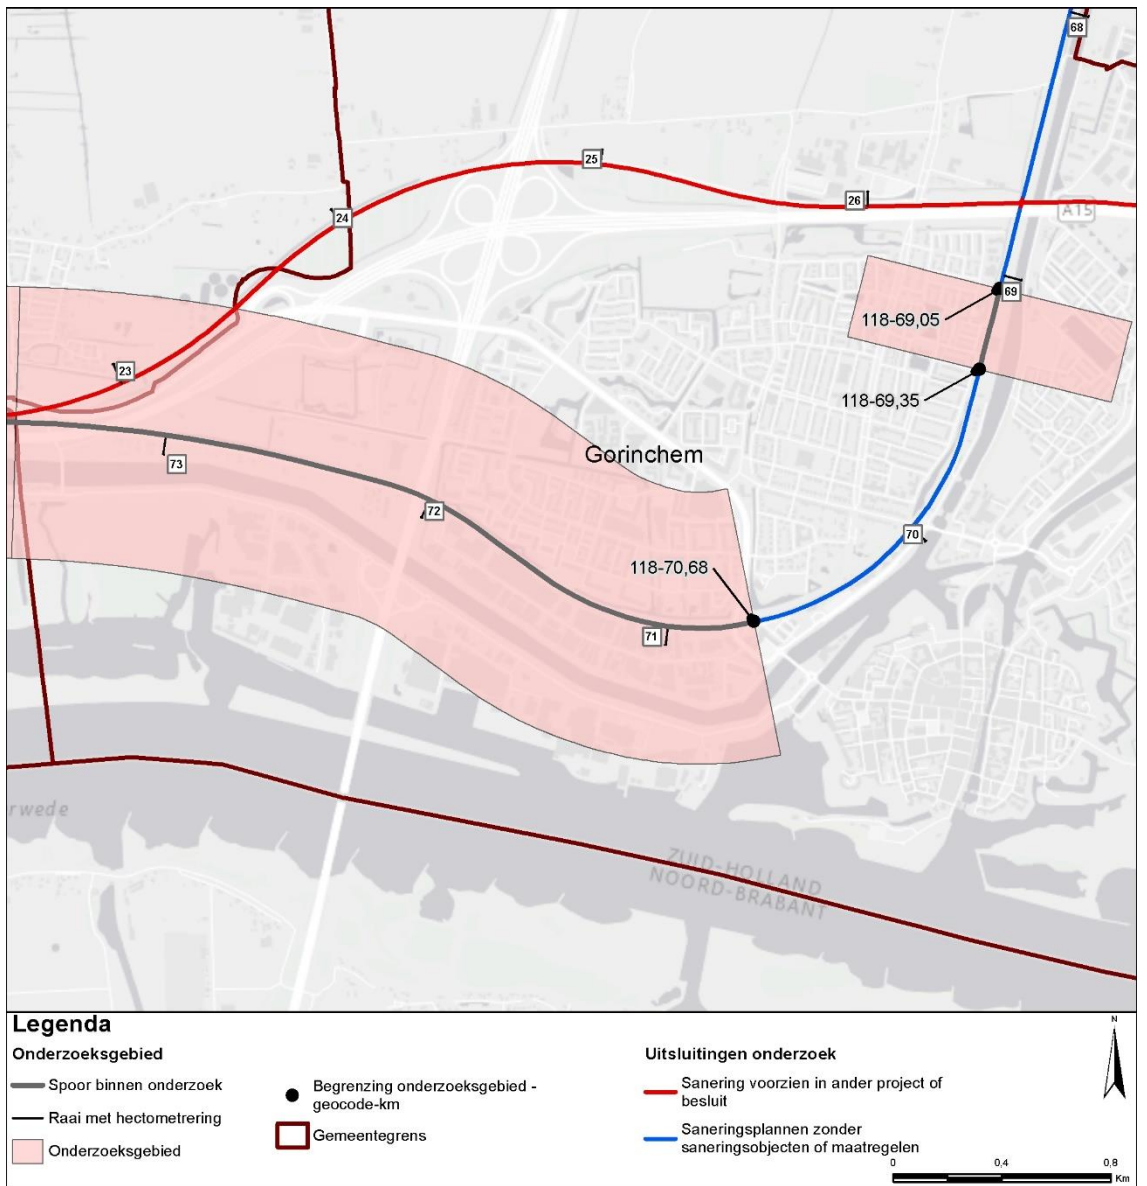 68
25
24
26
A15
69
118-69,05
23
118-69,35
Gorinchem
73
72
70
118-70,68
71
rwede
ZUID-HOLLAND
NOORD-BRABANT
Legenda
Onderzoeksgebied
Spoor binnen onderzoek
Raai met hectometrering
Onderzoeksgebied
Begrenzing onderzoeksgebied -
geocode-km
Gemeentegrens
Uitsluitingen onderzoek
Sanering voorzien in ander project of
besluit
Saneringsplannen zonder
saneringsobjecten of maatregelen
N
0 0,4 0,8
Km